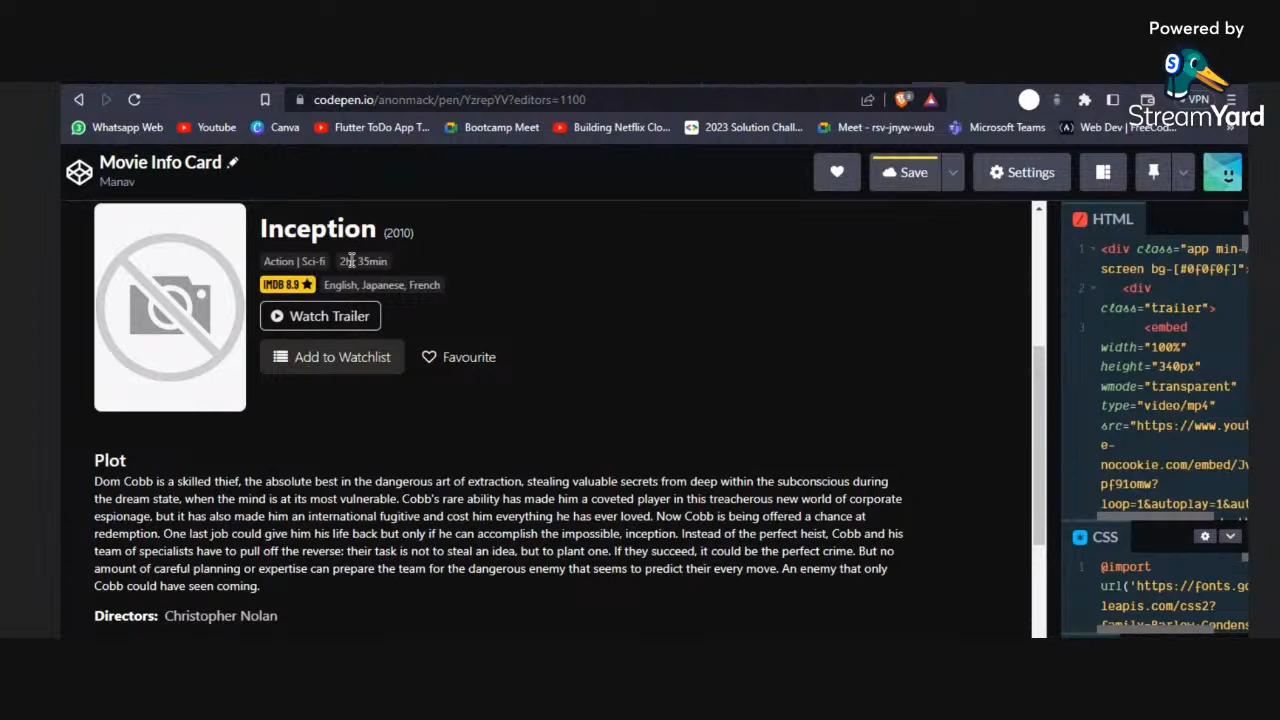 Powered by
StreamYard
codepen.io/anonmack/pen/YzrepYV?editors=1100
VPN
Whatsapp Web
Youtube
Canva
Flutter ToDo App T...
Bootcamp Meet
Building Netflix Clo...
2023 Solution Chall...
Meet - rsv-jnyw-wub
Microsoft Teams
Web Dev | FreeCod...
Movie Info Card
Manav
Save
Settings
Inception (2010)
Action | Sci-fi 2h 35min
IMDB 8.9 English, Japanese, French
Watch Trailer
Add to Watchlist Favourite
Plot
Dom Cobb is a skilled thief, the absolute best in the dangerous art of extraction, stealing valuable secrets from deep within the subconscious during
the dream state, when the mind is at its most vulnerable. Cobb's rare ability has made him a coveted player in this treacherous new world of corporate
espionage, but it has also made him an international fugitive and cost him everything he has ever loved. Now Cobb is being offered a chance at
redemption. One last job could give him his life back but only if he can accomplish the impossible, inception. Instead of the perfect heist, Cobb and his
team of specialists have to pull off the reverse: their task is not to steal an idea, but to plant one. If they succeed, it could be the perfect crime. But no
amount of careful planning or expertise can prepare the team for the dangerous enemy that seems to predict their every move. An enemy that only
Cobb could have seen coming.
Directors: Christopher Nolan
HTML
1 <div class="app min-
screen bg-[#0f0f0f]"
2 <div
class="trailer">
3 <embed
width="100%"
height="340px"
wmode="transparent"
type="video/mp4"
src="https://www.yout
e-
nocookie.com/embed/Jv
pf91omw?
loop=1&autoplay=1&aut
CSS
1 @import
url('https://fonts.go
leapis.com/css2?
family=Barlow+Condens